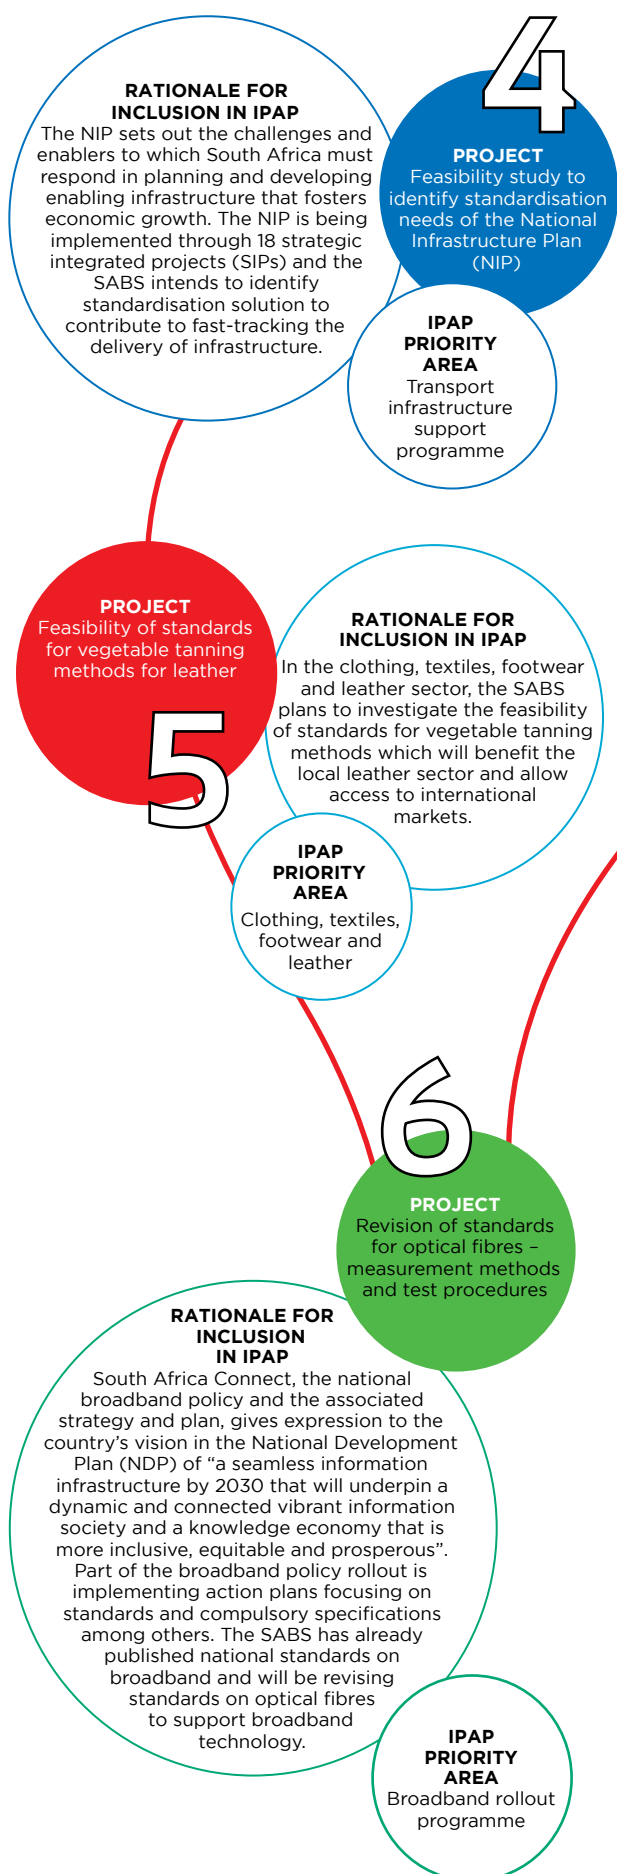 4
RATIONALE FOR
INCLUSION IN IPAP
The NIP sets out the challenges and
enablers to which South Africa must
respond in planning and developing
enabling infrastructure that fosters
economic growth. The NIP is being
implemented through 18 strategic
integrated projects (SIPs) and the
SABS intends to identify
standardisation solution to
contribute to fast-tracking the
delivery of infrastructure.
PROJECT
Feasibility study to
identify standardisation
needs of the National
Infrastructure Plan
(NIP)
IPAP
PRIORITY
AREA
Transport
infrastructure
support
programme
PROJECT
Feasibility of standards
for vegetable tanning
methods for leather
5
RATIONALE FOR
INCLUSION IN IPAP
In the clothing, textiles, footwear
and leather sector, the SABS
plans to investigate the feasibility
of standards for vegetable tanning
methods which will benefit the
local leather sector and allow
access to international
markets.
IPAP
PRIORITY
AREA
Clothing, textiles,
footwear and
leather
6
PROJECT
Revision of standards
for optical fibres –
measurement methods
and test procedures
RATIONALE FOR
INCLUSION
IN IPAP
South Africa Connect, the national
broadband policy and the associated
strategy and plan, gives expression to the
country’s vision in the National Development
Plan (NDP) of “a seamless information
infrastructure by 2030 that will underpin a
dynamic and connected vibrant information
society and a knowledge economy that is
more inclusive, equitable and prosperous”.
Part of the broadband policy rollout is
implementing action plans focusing on
standards and compulsory specifications
among others. The SABS has already
published national standards on
broadband and will be revising
standards on optical fibres
to support broadband
technology.
IPAP
PRIORITY
AREA
Broadband rollout
programme